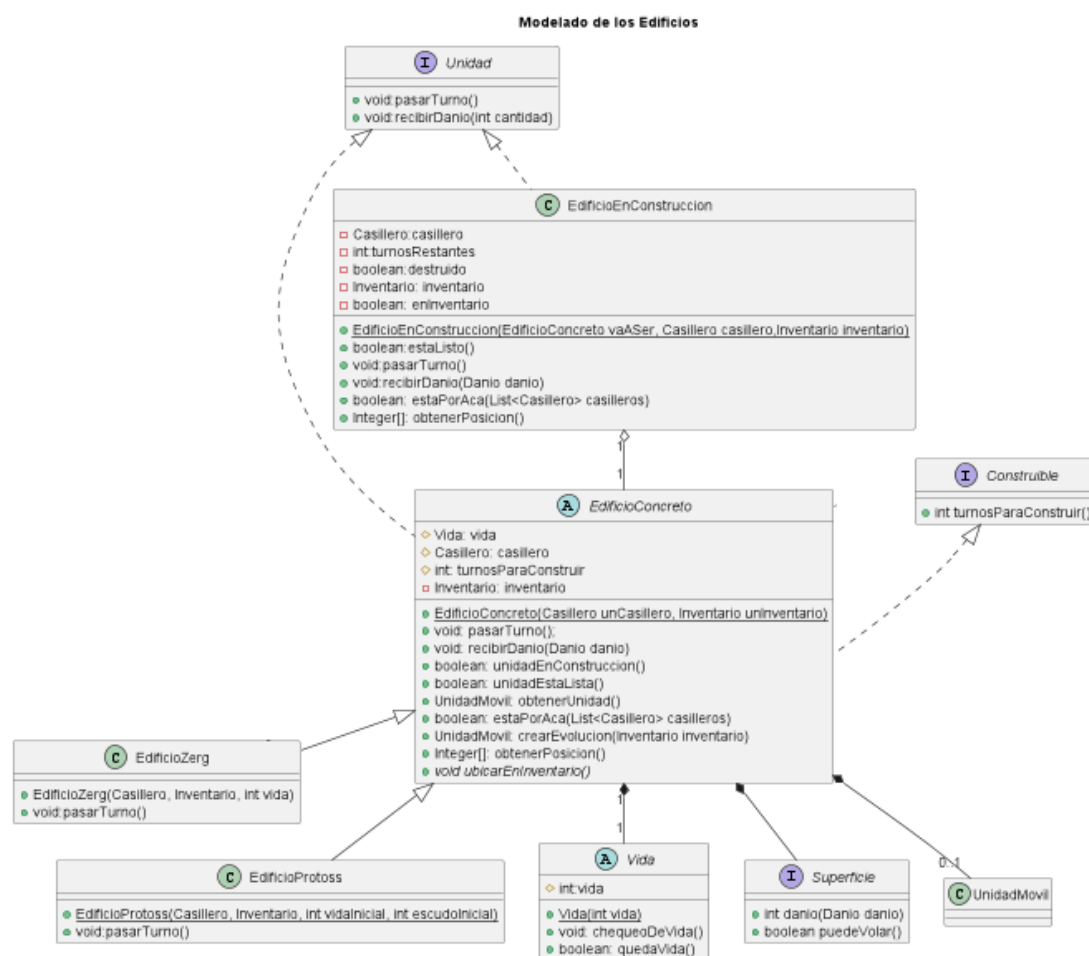 Modelado de los Edificios
I Unidad
void:pasarTurno()
void:recibirDanio(int cantidad)
C EdificioEnConstruccion
Casillero:casillero
int:turnosRestantes
boolean:destruido
Inventario: inventario
boolean: enInventario
EdificioEnConstruccion(EdificioConcreto vaASer, Casillero casillero,Inventario inventario)
boolean:estaListo()
void:pasarTurno()
void:recibirDanio(Danio danio)
boolean: estaPorAca(List<Casillero> casilleros)
Integer[]: obtenerPosicion()
1
1
I Construible
int turnosParaConstruir()
A EdificioConcreto
Vida: vida
Casillero: casillero
int: turnosParaConstruir
Inventario: inventario
EdificioConcreto(Casillero unCasillero, Inventario unInventario)
void: pasarTurno();
void: recibirDanio(Danio danio)
boolean: unidadEnConstruccion()
boolean: unidadEstaLista()
UnidadMovil: obtenerUnidad()
boolean: estaPorAca(List<Casillero> casilleros)
UnidadMovil: crearEvolucion(Inventario inventario)
Integer[]: obtenerPosicion()
void ubicarEnInventario()
C EdificioZerg
EdificioZerg(Casillero, Inventario, int vida)
void:pasarTurno()
1
1
0..1
C EdificioProtoss
EdificioProtoss(Casillero, Inventario, int vidaInicial, int escudoInicial)
void:pasarTurno()
A Vida
int:vida
Vida(int vida)
void: chequeoDeVida()
boolean: quedaVida()
I Superficie
int danio(Danio danio)
boolean puedeVolar()
C UnidadMovil